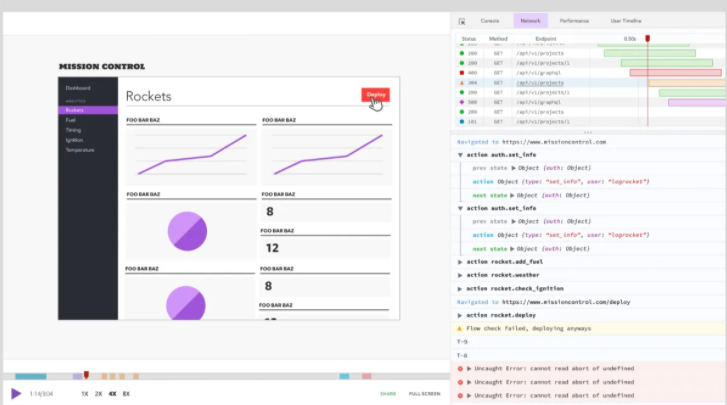 MISSION CONTROL
Dashboard
Rockets
Fuel
Timing
Ignition
Temperature
Rockets
Deploy
FOO BAR BAZ
FOO BAR BAZ
FOO BAR BAZ
FOO BAR BAZ
8
FOO BAR BAZ
12
FOO BAR BAZ
FOO BAR BAZ
8
FOO BAR BAZ
1X 2X 4X 8X
SHARE FULL SCREEN
Console Network Performance User Timeline
Status Method Endpoint
200 GET /api/v1/projects
200 GET /api/v1/projects/1
400 GET /api/v1/graphql
304 GET /api/v1/projects
200 GET /api/v1/projects/1
500 GET /api/v1/graphql
200 GET /api/v1/projects
101 GET /api/v1/projects/1
Navigated to https://www.missioncontrol.com
action auth.set_info
prev state Object {auth: Object}
action Object {type: "set_info", user: "logrocket"}
next state Object {auth: Object}
action auth.set_info
prev state Object {auth: Object}
action Object {type: "set_info", user: "logrocket"}
next state Object {auth: Object}
action rocket.add_fuel
action rocket.weather
action rocket.check_ignition
Navigated to https://www.missioncontrol.com/deploy
action rocket.deploy
Flow check failed, deploying anyways
T-9
T-8
Uncaught Error: cannot read abort of undefined
Uncaught Error: cannot read abort of undefined
Uncaught Error: cannot read abort of undefined